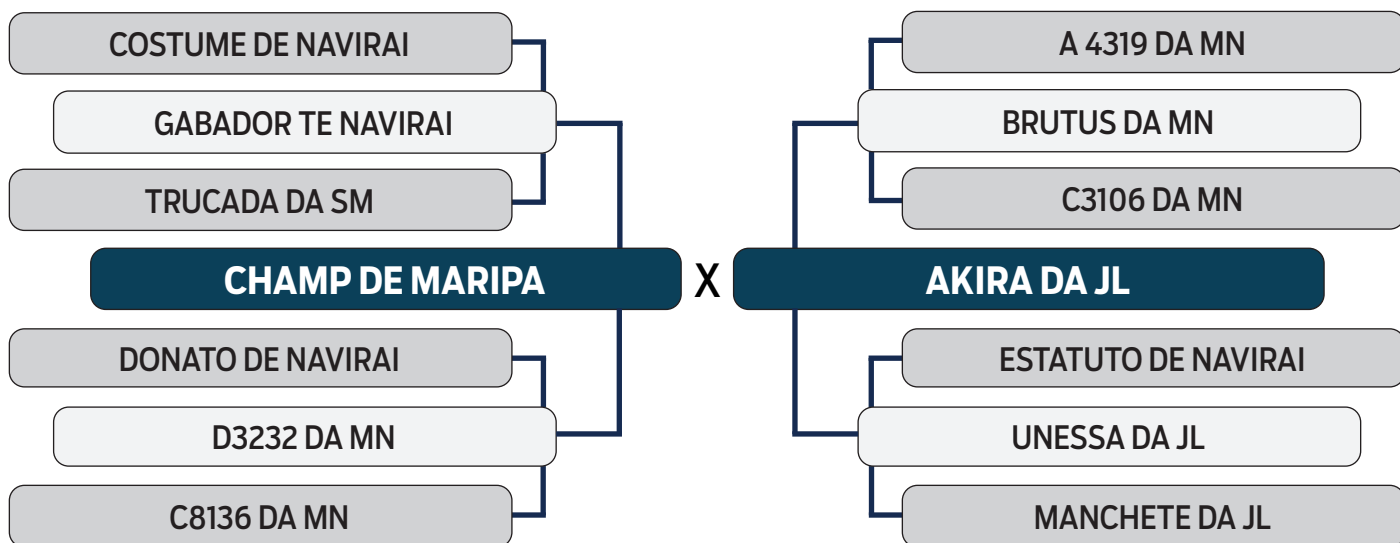 COSTUME DE NAVIRAI
GABADOR TE NAVIRAI
TRUCADA DA SM
CHAMP DE MARIPA
DONATO DE NAVIRAI
D3232 DA MN
C8136 DA MN
X
A 4319 DA MN
BRUTUS DA MN
C3106 DA MN
AKIRA DA JL
ESTATUTO DE NAVIRAI
UNESSA DA JL
MANCHETE DA JL